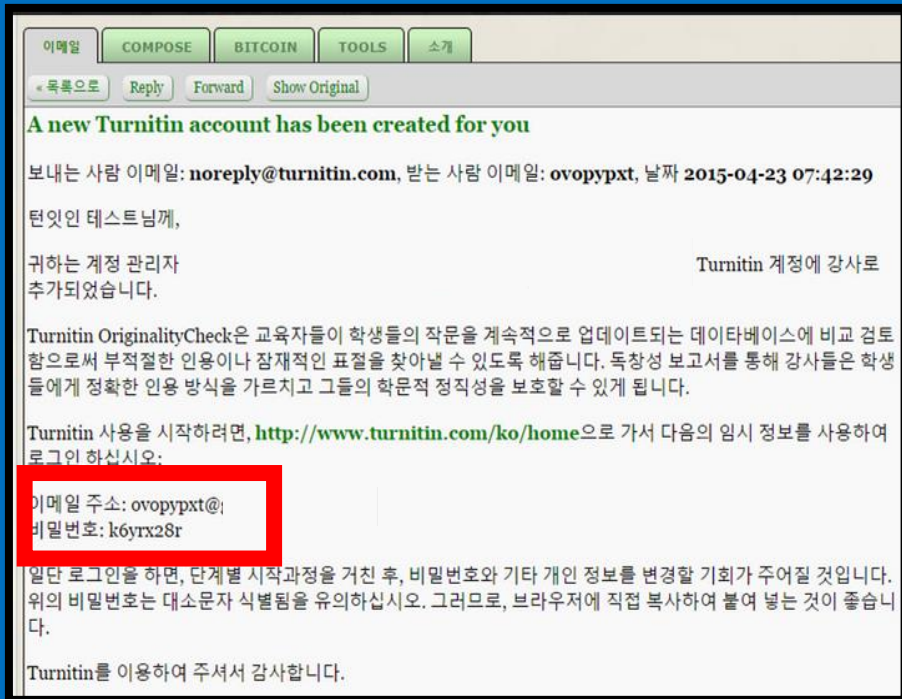 이메일 COMPOSE BITCOIN TOOLS 소개
« 목록으로 Reply Forward Show Original
A new Turnitin account has been created for you
보내는 사람 이메일: noreply@turnitin.com, 받는 사람 이메일: ovopypxt, 날짜 2015-04-23 07:42:29
턴잇인 테스트님께,
귀하는 계정 관리자 Turnitin 계정에 강사로
추가되었습니다.
Turnitin OriginalityCheck은 교육자들이 학생들의 작문을 계속적으로 업데이트되는 데이타베이스에 비교 검토
함으로써 부적절한 인용이나 잠재적인 표절을 찾아낼 수 있도록 해줍니다. 독창성 보고서를 통해 강사들은 학생
들에게 정확한 인용 방식을 가르치고 그들의 학문적 정직성을 보호할 수 있게 됩니다.
Turnitin 사용을 시작하려면, http://www.turnitin.com/ko/home으로 가서 다음의 임시 정보를 사용하여
로그인 하십시오:
이메일 주소: ovopypxt@
비밀번호: k6yrx28r
일단 로그인을 하면, 단계별 시작과정을 거친 후, 비밀번호와 기타 개인 정보를 변경할 기회가 주어질 것입니다.
위의 비밀번호는 대소문자 식별됨을 유의하십시오. 그러므로, 브라우저에 직접 복사하여 붙여 넣는 것이 좋습니
다.
Turnitin를 이용하여 주셔서 감사합니다.